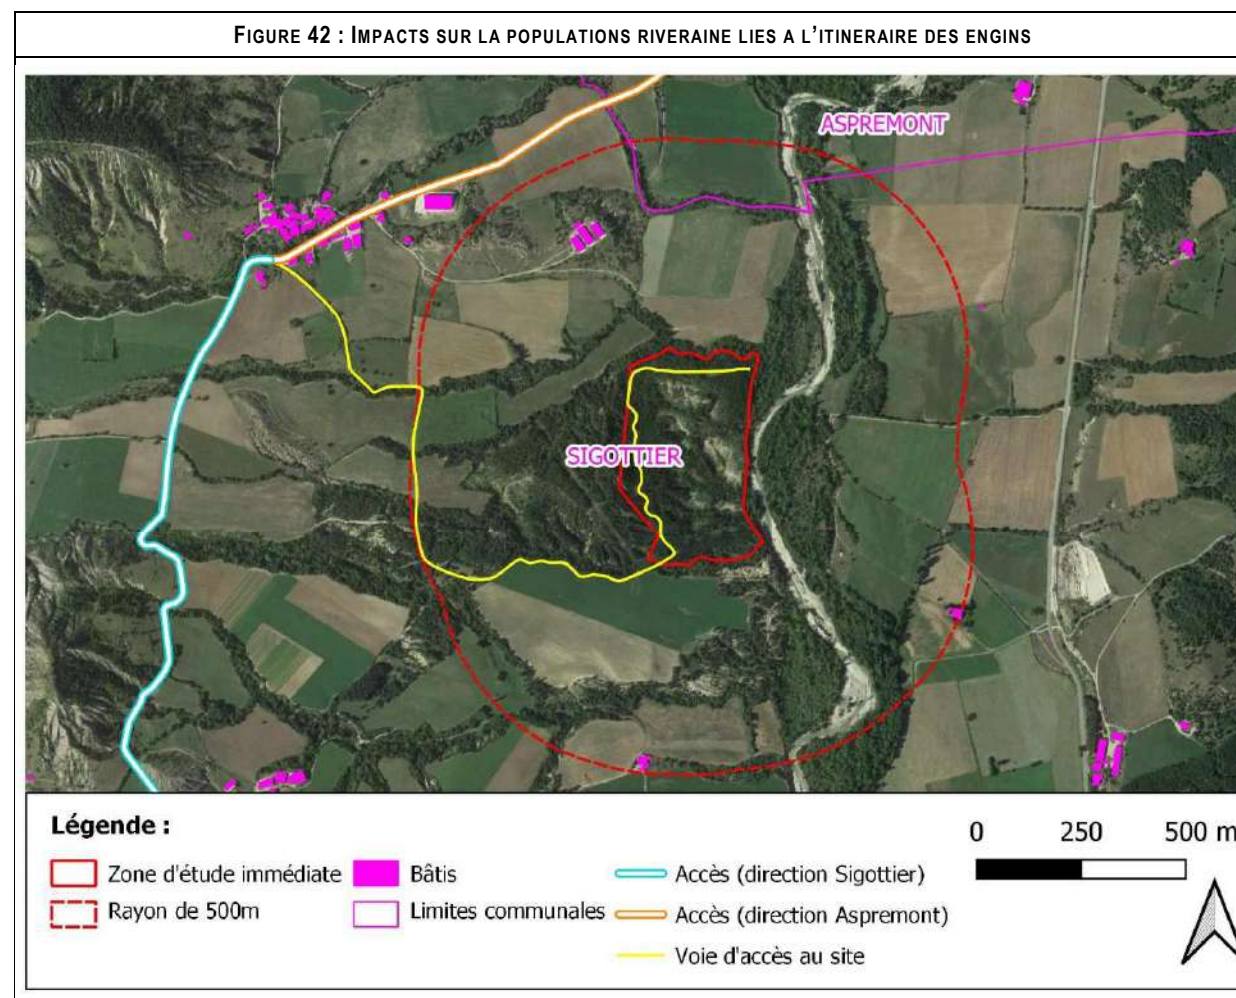 FIGURE 42 : IMPACTS SUR LA POPULATIONS RIVERAINE LIES A L'ITINERAIRE DES ENGINS
ASPREMONT
SIGOTTIER
Légende :
Zone d'étude immédiate
Bâtis
Accès (direction Sigottier)
Rayon de 500m
Limites communales
Accès (direction Aspremont)
Voie d'accès au site
0 250 500 m